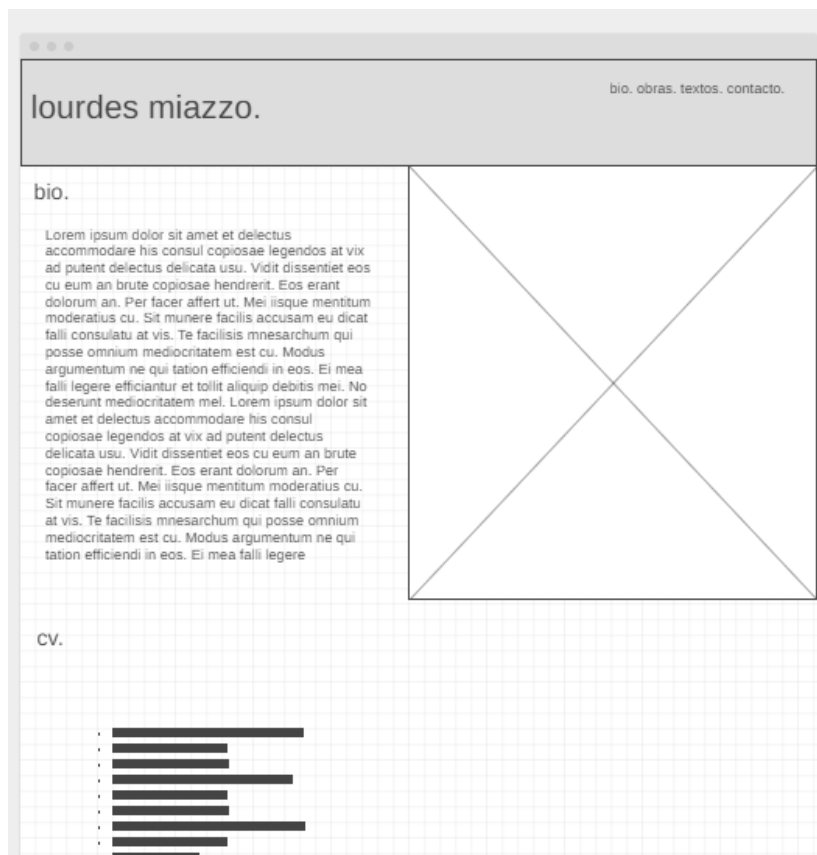 lourdes miazzo.
bio. obras. textos. contacto.
bio.
Lorem ipsum dolor sit amet et delectus
accommodare his consul copiosae legendos at vix
ad putent delectus delicata usu. Vidit dissentiet eos
cu eum an brute copiosae hendrerit. Eos erant
dolorum an. Per facer affert ut. Mei iisque mentitum
moderatius cu. Sit munere facilis accusam eu dicat
falli consulatu at vis. Te facilisis mnesarchum qui
posse omnium mediocritatem est cu. Modus
argumentum ne qui tation efficiendi in eos. Ei mea
falli legere efficiantur et tollit aliquip debitis mei. No
deserunt mediocritatem mel. Lorem ipsum dolor sit
amet et delectus accommodare his consul
copiosae legendos at vix ad putent delectus
delicata usu. Vidit dissentiet eos cu eum an brute
copiosae hendrerit. Eos erant dolorum an. Per
facer affert ut. Mei iisque mentitum moderatius cu.
Sit munere facilis accusam eu dicat falli consulatu
at vis. Te facilisis mnesarchum qui posse omnium
mediocritatem est cu. Modus argumentum ne qui
tation efficiendi in eos. Ei mea falli legere
cv.